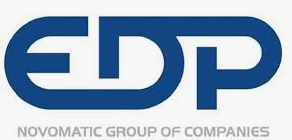 EDP
NOVOMATIC GROUP OF COMPANIES